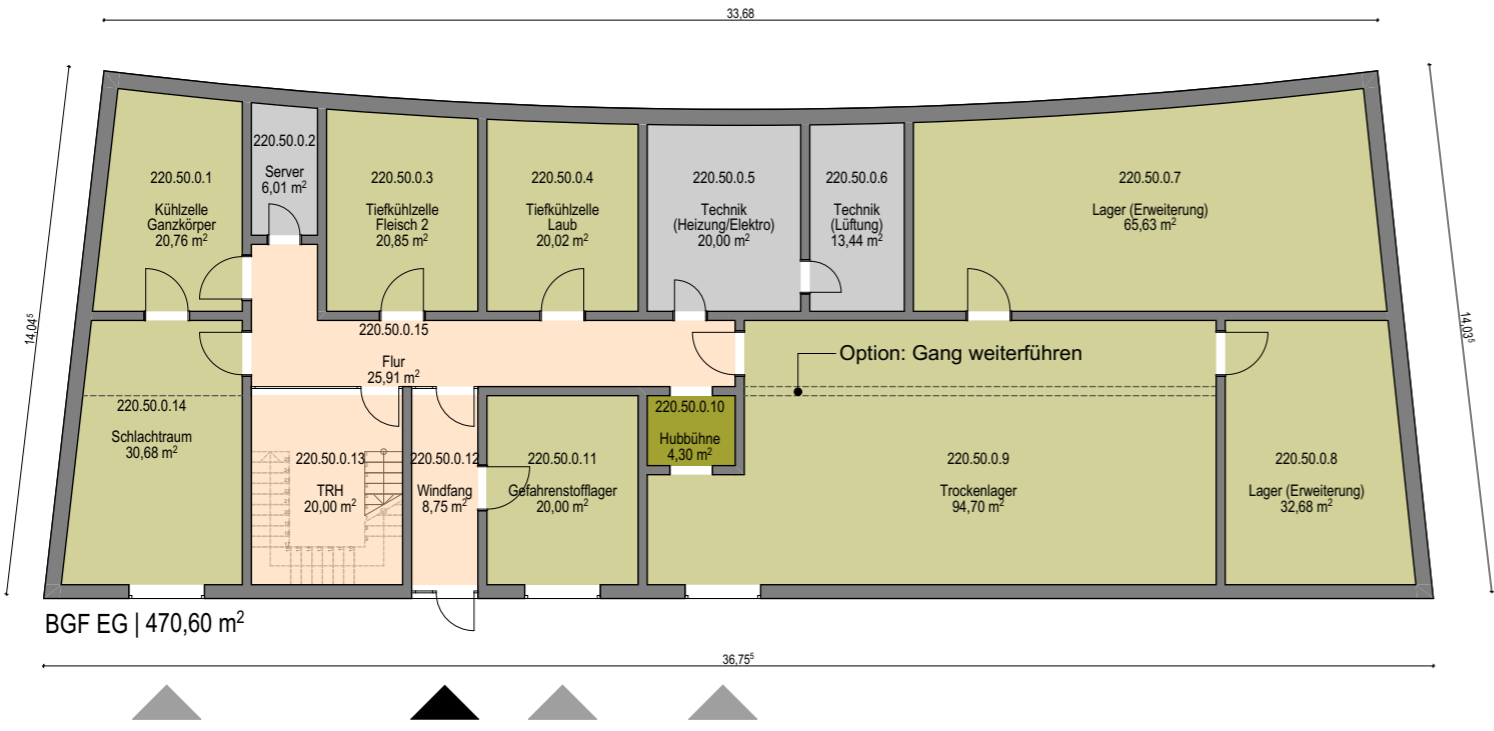 33,68
220.50.0.1
Kühlzelle
Ganzkörper
20,76 m²
220.50.0.2
Server
6,01 m²
220.50.0.3
Tiefkühlzelle
Fleisch 2
20,85 m²
220.50.0.4
Tiefkühlzelle
Laub
20,02 m²
220.50.0.5
Technik
(Heizung/Elektro)
20,00 m²
220.50.0.6
Technik
(Lüftung)
13,44 m²
220.50.0.7
Lager (Erweiterung)
65,63 m²
14,04⁵
14,03⁵
220.50.0.15
Flur
25,91 m²
Option: Gang weiterführen
220.50.0.14
Schlachtraum
30,68 m²
220.50.0.13
TRH
20,00 m²
220.50.0.12
Windfang
8,75 m²
220.50.0.11
Gefahrenstofflager
20,00 m²
220.50.0.10
Hubbühne
4,30 m²
220.50.0.9
Trockenlager
94,70 m²
220.50.0.8
Lager (Erweiterung)
32,68 m²
BGF EG | 470,60 m²
36,75⁵